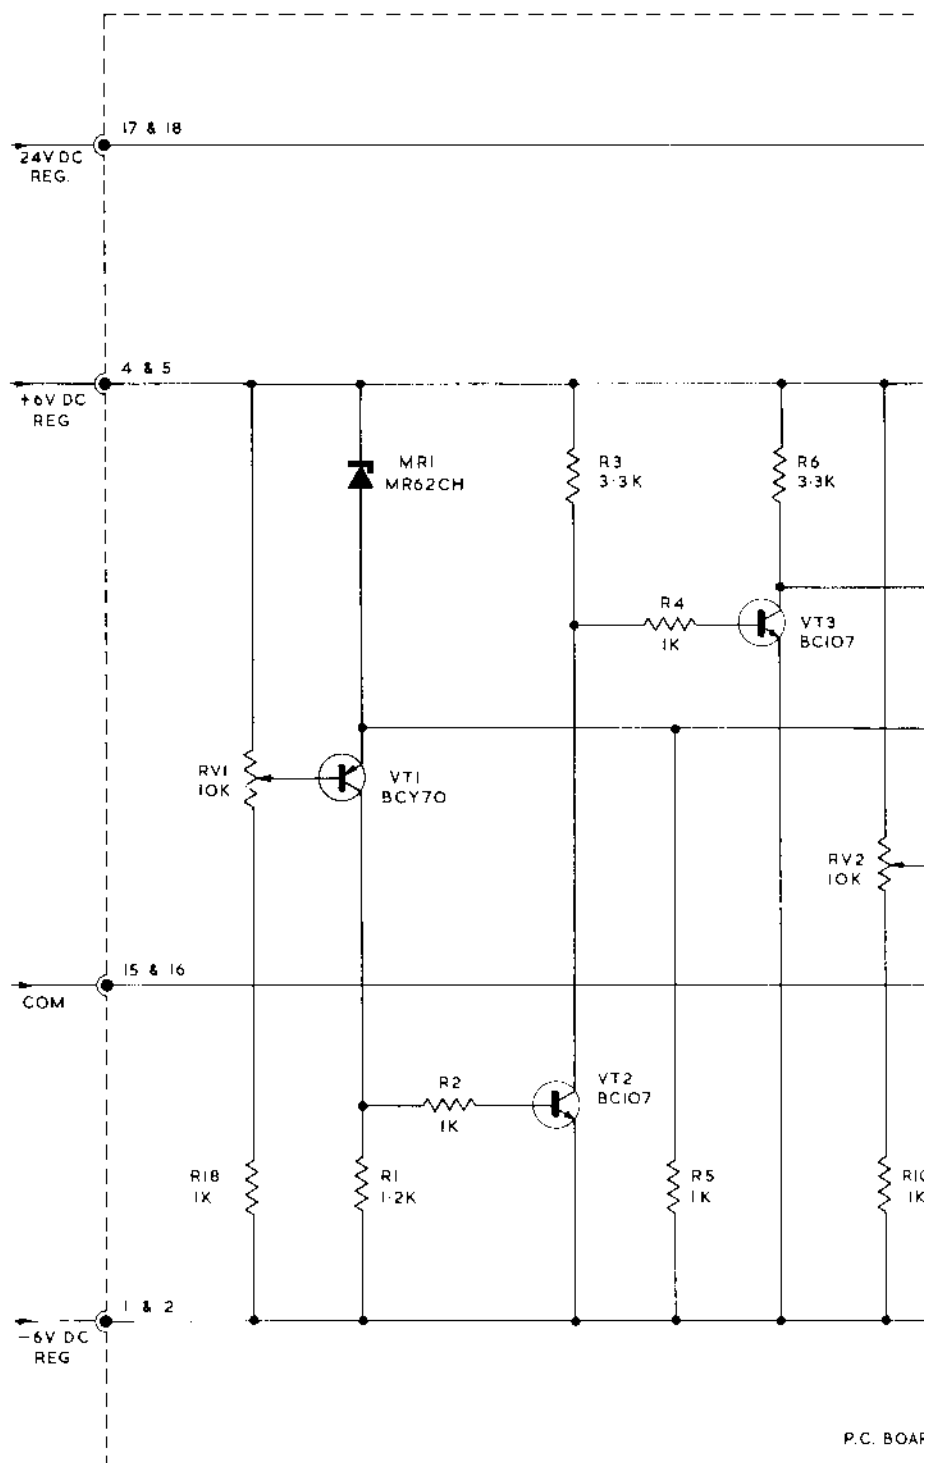 17 & 18
24V DC
REG.
4 & 5
+6V DC
REG
MR1
MR62CH
R3
3·3K
R6
3·3K
R4
1K
VT3
BC107
RV1
10K
VT1
BCY70
RV2
10K
15 & 16
COM
R2
1K
VT2
BC107
R18
1K
R1
1·2K
R5
1K
R10
1K
1 & 2
-6V DC
REG
P.C.